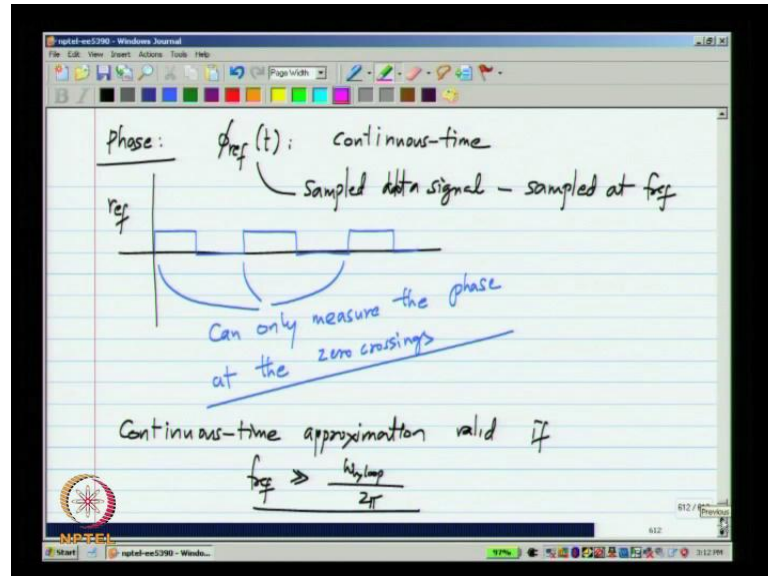 nptel-ee5390 - Windows Journal
File Edit View Insert Actions Tools Help
Page Width
B I
Phase: ϕref (t): continuous-time
sampled data signal - sampled at fref
ref
Can only measure the phase
at the zero crossings
Continuous-time approximation valid if
fref ≫ ωu,loop / 2π
612 /
Previous
612
NPTEL
Start nptel-ee5390 - Windo...
97%
3:12 PM